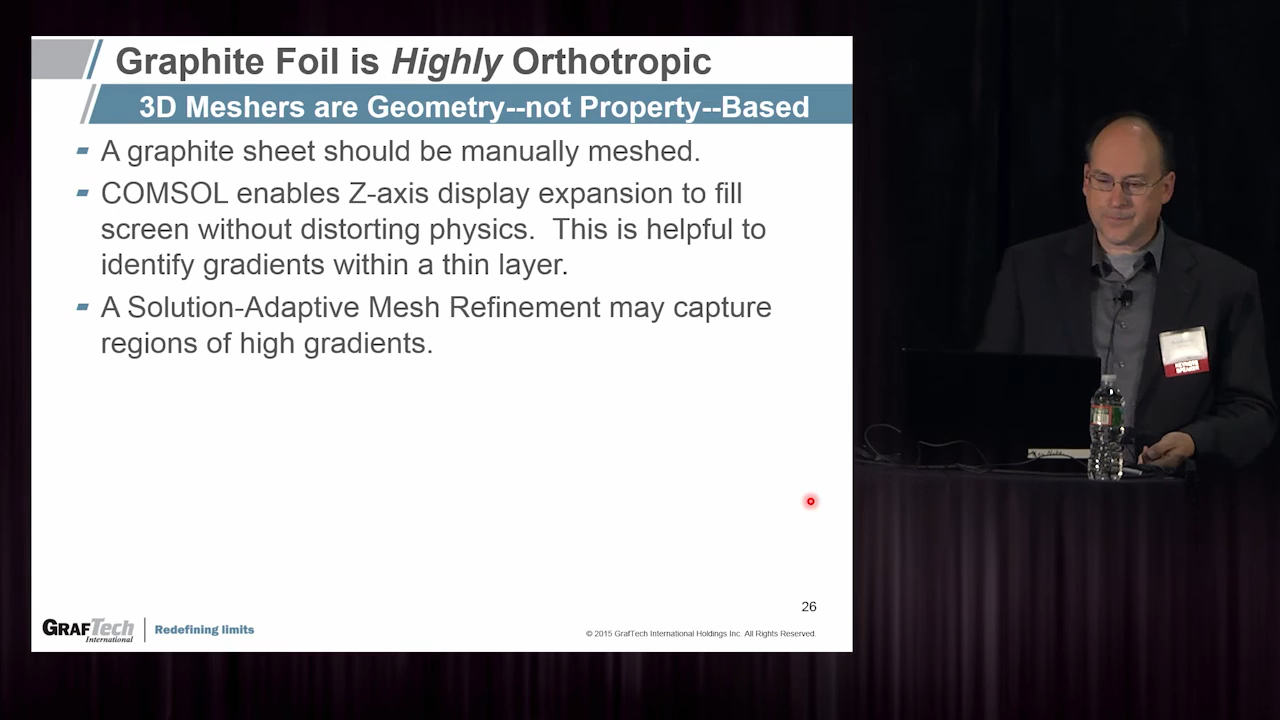 Graphite Foil is Highly Orthotropic
3D Meshers are Geometry--not Property--Based
A graphite sheet should be manually meshed.
COMSOL enables Z-axis display expansion to fill
screen without distorting physics.  This is helpful to
identify gradients within a thin layer.
A Solution-Adaptive Mesh Refinement may capture
regions of high gradients.
26
GRAFTech
International
Redefining limits
© 2015 GrafTech International Holdings Inc. All Rights Reserved.
KEYNOTE
SPEAKER